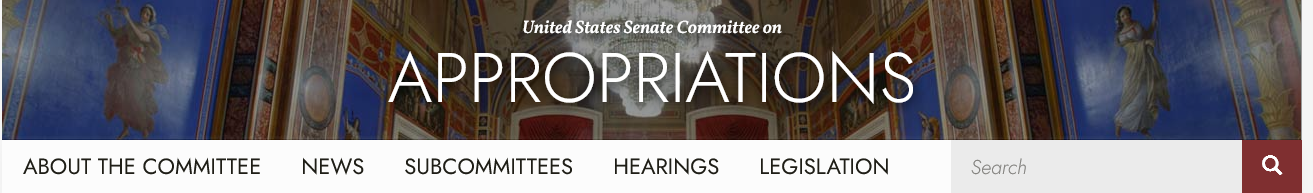 United States Senate Committee on
APPROPRIATIONS
ABOUT THE COMMITTEE NEWS SUBCOMMITTEES HEARINGS LEGISLATION Search